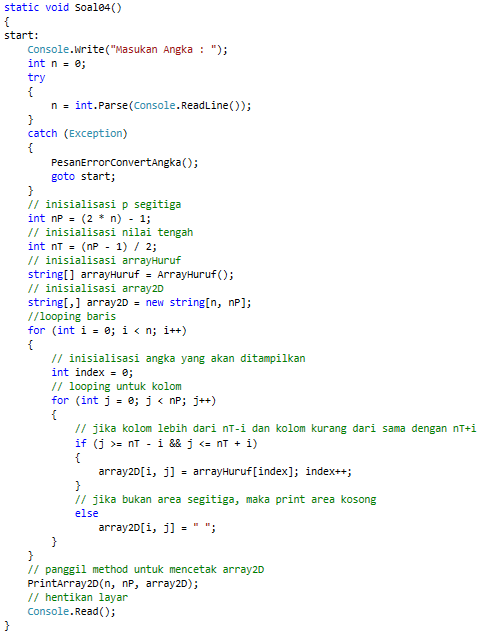 static void Soal04()
{
start:
    Console.Write("Masukan Angka : ");
    int n = 0;
    try
    {
        n = int.Parse(Console.ReadLine());
    }
    catch (Exception)
    {
        PesanErrorConvertAngka();
        goto start;
    }
    // inisialisasi p segitiga
    int nP = (2 * n) - 1;
    // inisialisasi nilai tengah
    int nT = (nP - 1) / 2;
    // inisialisasi arrayHuruf
    string[] arrayHuruf = ArrayHuruf();
    // inisialisasi array2D
    string[,] array2D = new string[n, nP];
    //looping baris
    for (int i = 0; i < n; i++)
    {
        // inisialisasi angka yang akan ditampilkan
        int index = 0;
        // looping untuk kolom
        for (int j = 0; j < nP; j++)
        {
            // jika kolom lebih dari nT-i dan kolom kurang dari sama dengan nT+i
            if (j >= nT - i && j <= nT + i)
            {
                array2D[i, j] = arrayHuruf[index]; index++;
            }
            // jika bukan area segitiga, maka print area kosong
            else
                array2D[i, j] = " ";
        }
    }
    // panggil method untuk mencetak array2D
    PrintArray2D(n, nP, array2D);
    // hentikan layar
    Console.Read();
}